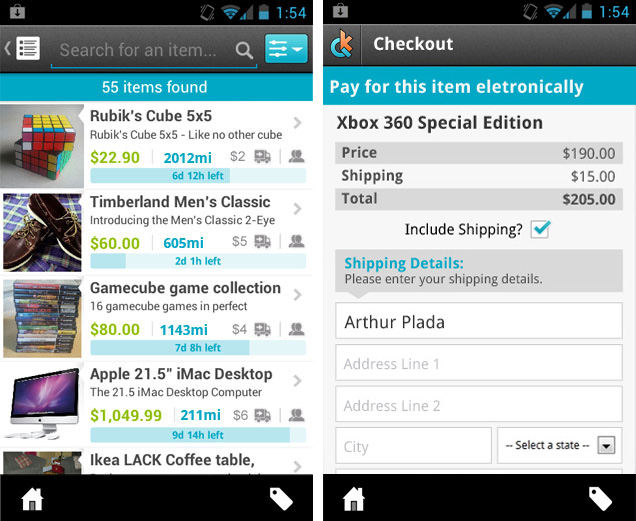 1:54
Search for an item...
55 items found
Rubik's Cube 5x5
Rubik's Cube 5x5 - Like no other cube
$22.90 2012mi $2
6d 12h left
Timberland Men's Classic
Introducing the Men's Classic 2-Eye
$60.00 605mi $5
2d 1h left
Gamecube game collection
16 gamecube games in perfect
$80.00 1143mi $4
7d 8h left
Apple 21.5" iMac Desktop
The 21.5 iMac Desktop Computer
$1,049.99 211mi $6
9d 14h left
Ikea LACK Coffee table,
1:54
Checkout
Pay for this item eletronically
Xbox 360 Special Edition
Price $190.00
Shipping $15.00
Total $205.00
Include Shipping?
Shipping Details:
Please enter your shipping details.
Arthur Plada
Address Line 1
Address Line 2
City
-- Select a state --